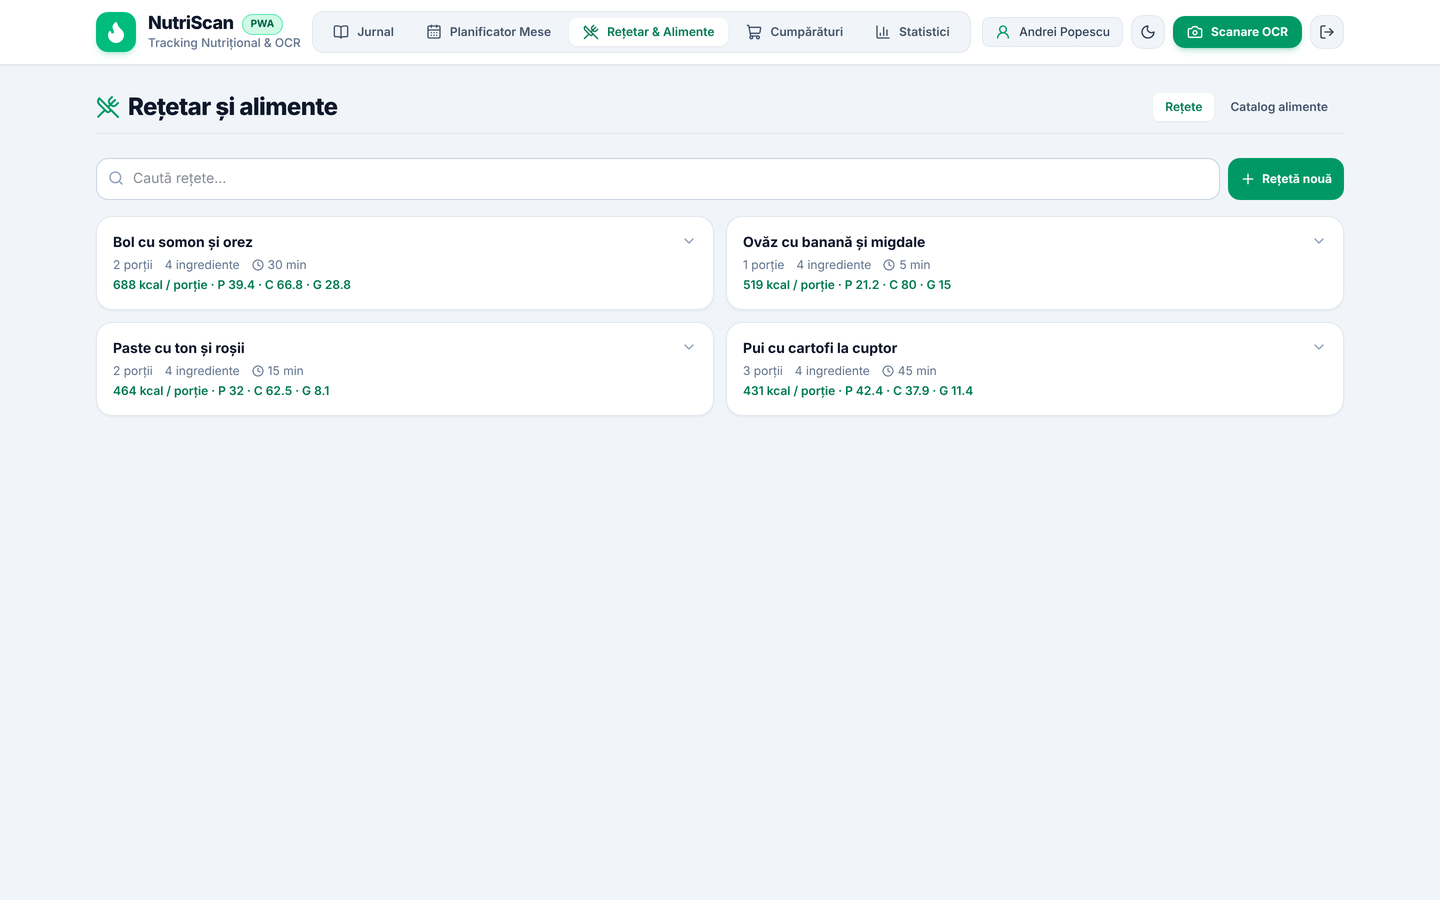 NutriScan PWA
Tracking Nutrițional & OCR
Jurnal
Planificator Mese
Rețetar & Alimente
Cumpărături
Statistici
Andrei Popescu
Scanare OCR
Rețetar și alimente
Rețete
Catalog alimente
Caută rețete...
Rețetă nouă
Bol cu somon și orez
2 porții 4 ingrediente 30 min
688 kcal / porție · P 39.4 · C 66.8 · G 28.8
Ovăz cu banană și migdale
1 porție 4 ingrediente 5 min
519 kcal / porție · P 21.2 · C 80 · G 15
Paste cu ton și roșii
2 porții 4 ingrediente 15 min
464 kcal / porție · P 32 · C 62.5 · G 8.1
Pui cu cartofi la cuptor
3 porții 4 ingrediente 45 min
431 kcal / porție · P 42.4 · C 37.9 · G 11.4